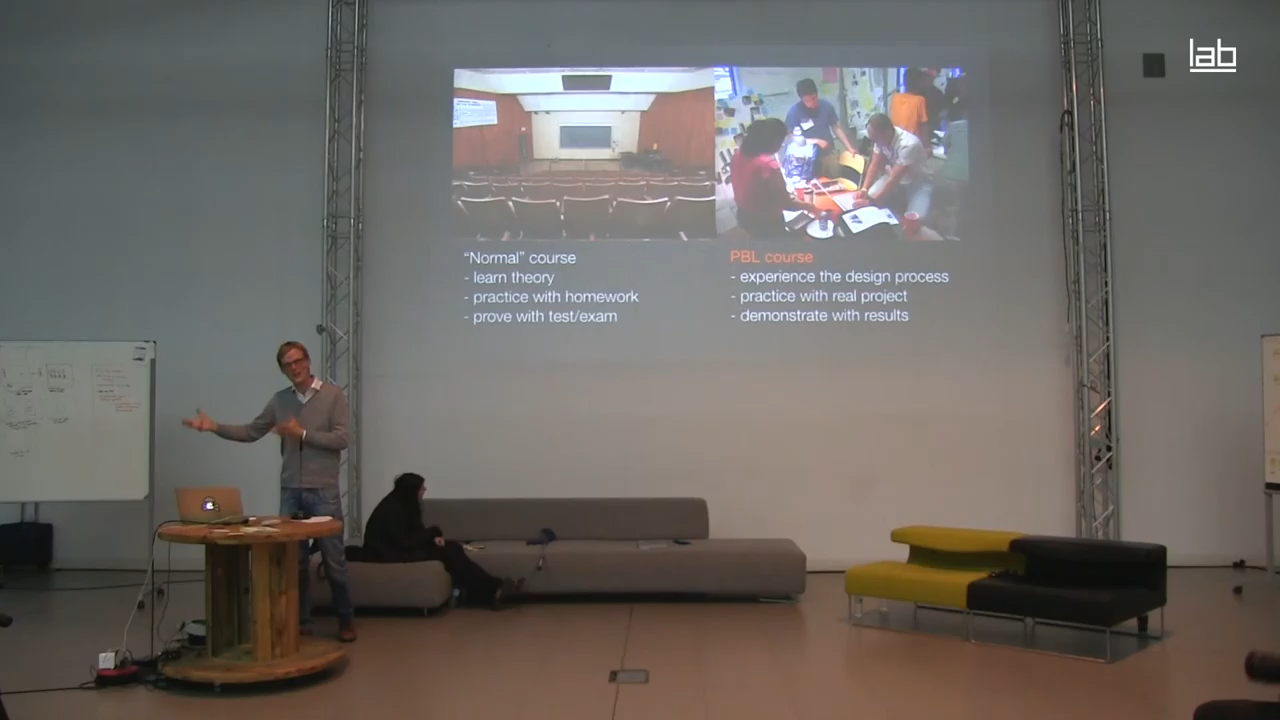 lab
“Normal” course
- learn theory
- practice with homework
- prove with test/exam
PBL course
- experience the design process
- practice with real project
- demonstrate with results